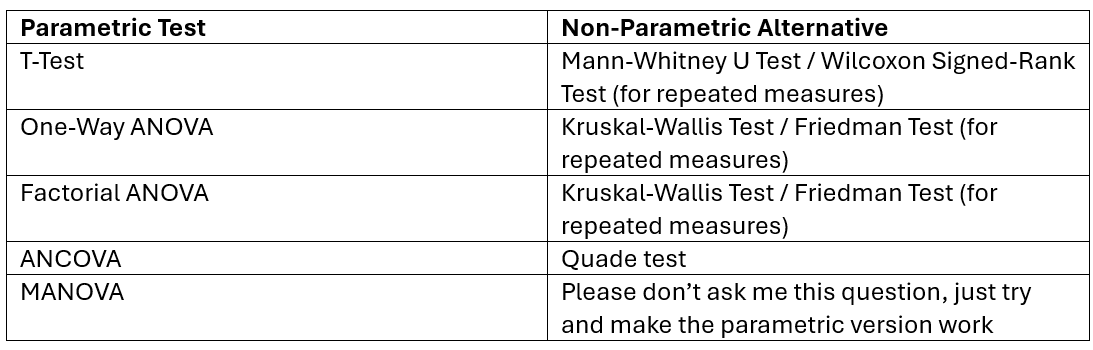 Parametric Test
Non-Parametric Alternative
T-Test
Mann-Whitney U Test / Wilcoxon Signed-Rank
Test (for repeated measures)
One-Way ANOVA
Kruskal-Wallis Test / Friedman Test (for
repeated measures)
Factorial ANOVA
Kruskal-Wallis Test / Friedman Test (for
repeated measures)
ANCOVA
Quade test
MANOVA
Please don’t ask me this question, just try
and make the parametric version work